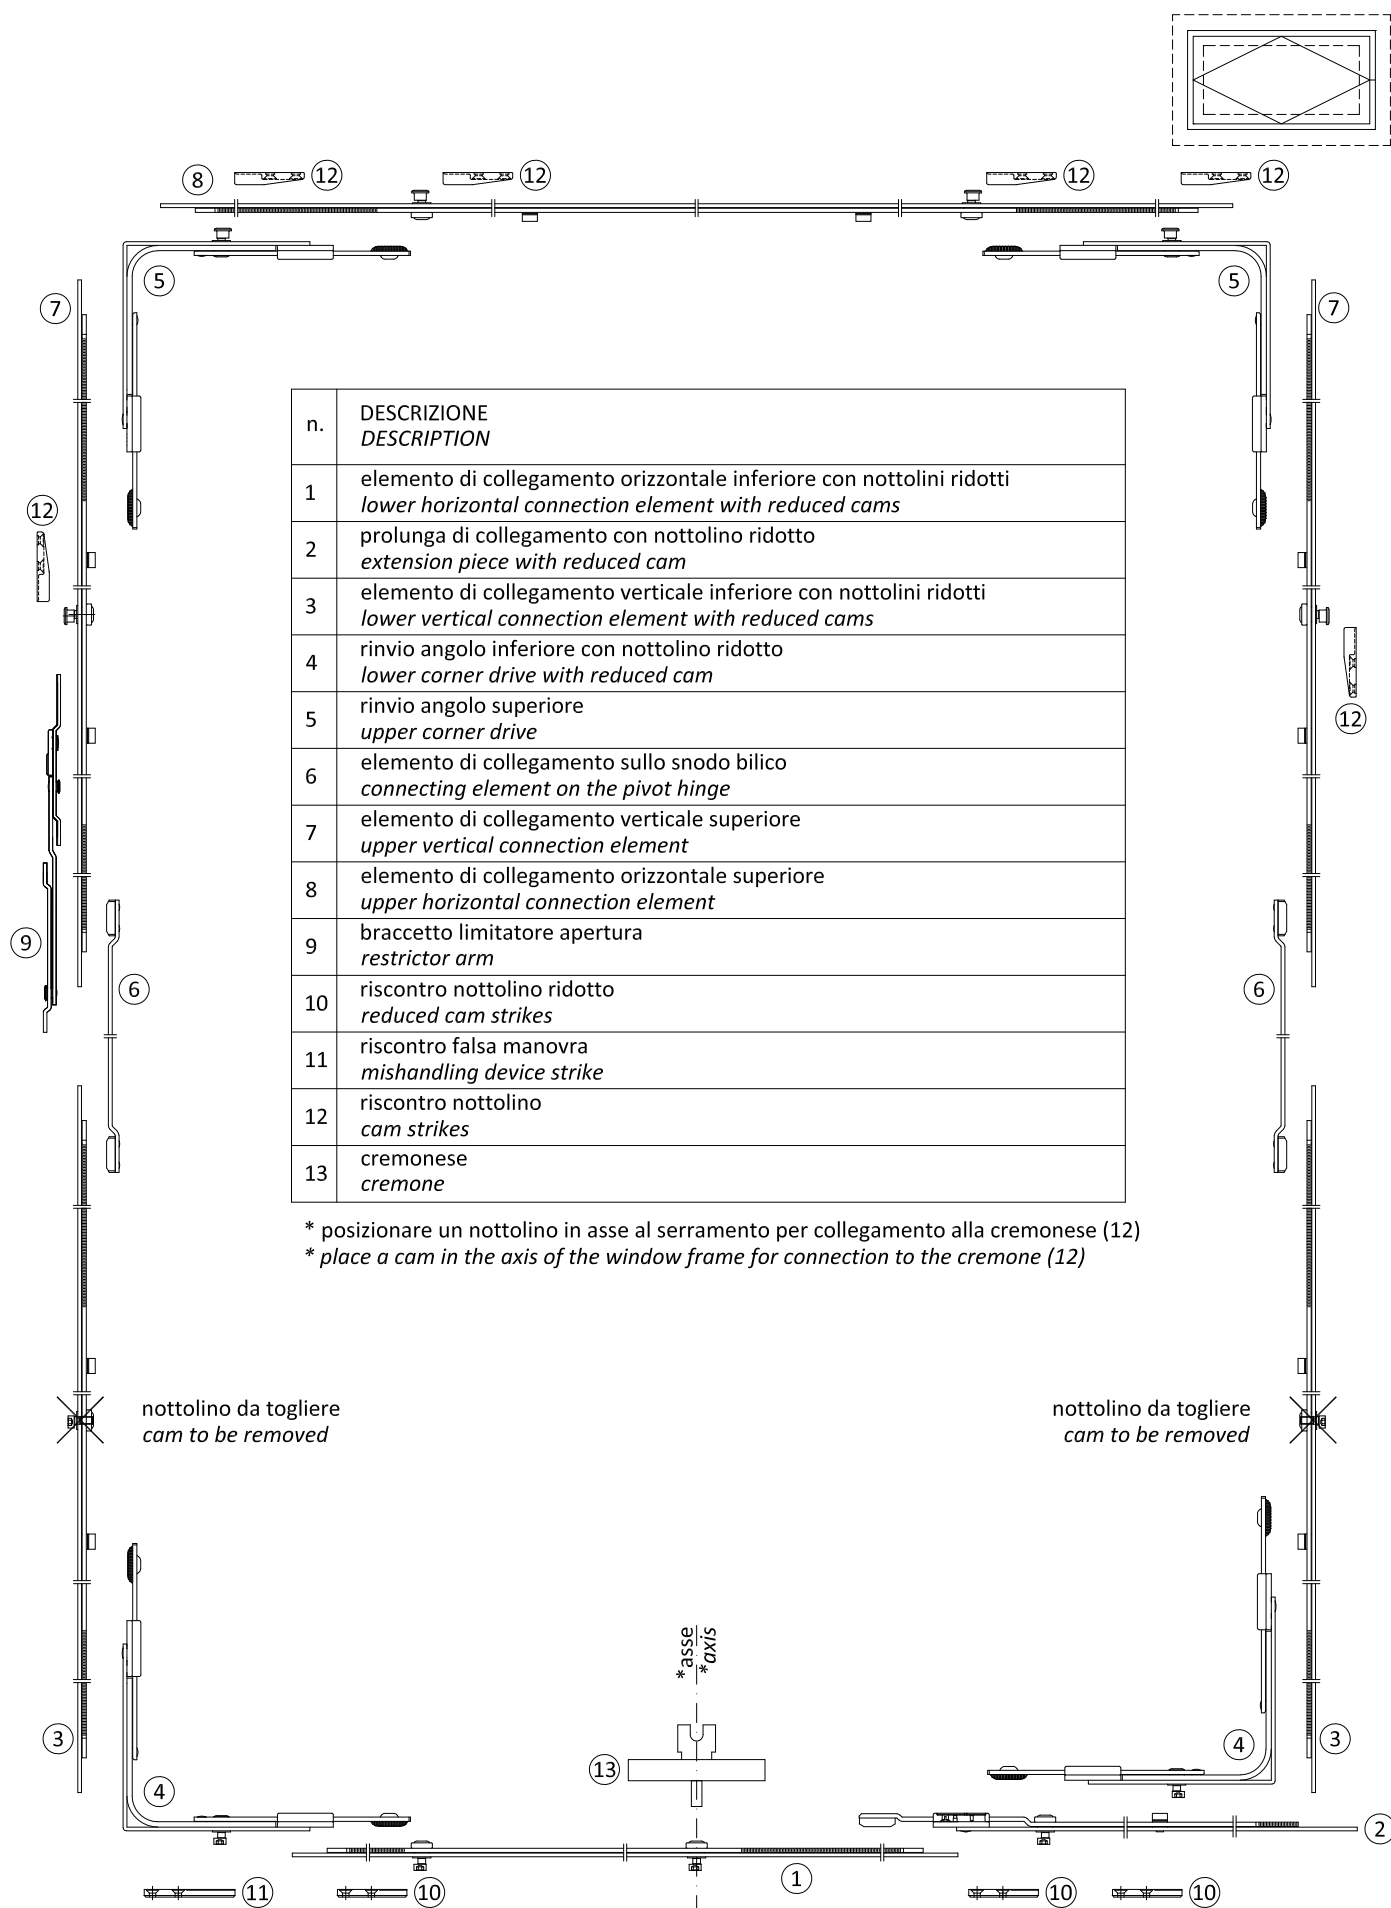 8
12
12
12
12
5
5
7
7
n.
DESCRIZIONE
DESCRIPTION
1
elemento di collegamento orizzontale inferiore con nottolini ridotti
lower horizontal connection element with reduced cams
2
prolunga di collegamento con nottolino ridotto
extension piece with reduced cam
3
elemento di collegamento verticale inferiore con nottolini ridotti
lower vertical connection element with reduced cams
4
rinvio angolo inferiore con nottolino ridotto
lower corner drive with reduced cam
5
rinvio angolo superiore
upper corner drive
6
elemento di collegamento sullo snodo bilico
connecting element on the pivot hinge
7
elemento di collegamento verticale superiore
upper vertical connection element
8
elemento di collegamento orizzontale superiore
upper horizontal connection element
9
braccetto limitatore apertura
restrictor arm
10
riscontro nottolino ridotto
reduced cam strikes
11
riscontro falsa manovra
mishandling device strike
12
riscontro nottolino
cam strikes
13
cremonese
cremone
12
12
9
6
6
* posizionare un nottolino in asse al serramento per collegamento alla cremonese (12)
* place a cam in the axis of the window frame for connection to the cremone (12)
nottolino da togliere
cam to be removed
nottolino da togliere
cam to be removed
*asse
*axis
3
13
4
3
4
2
1
11
10
10
10